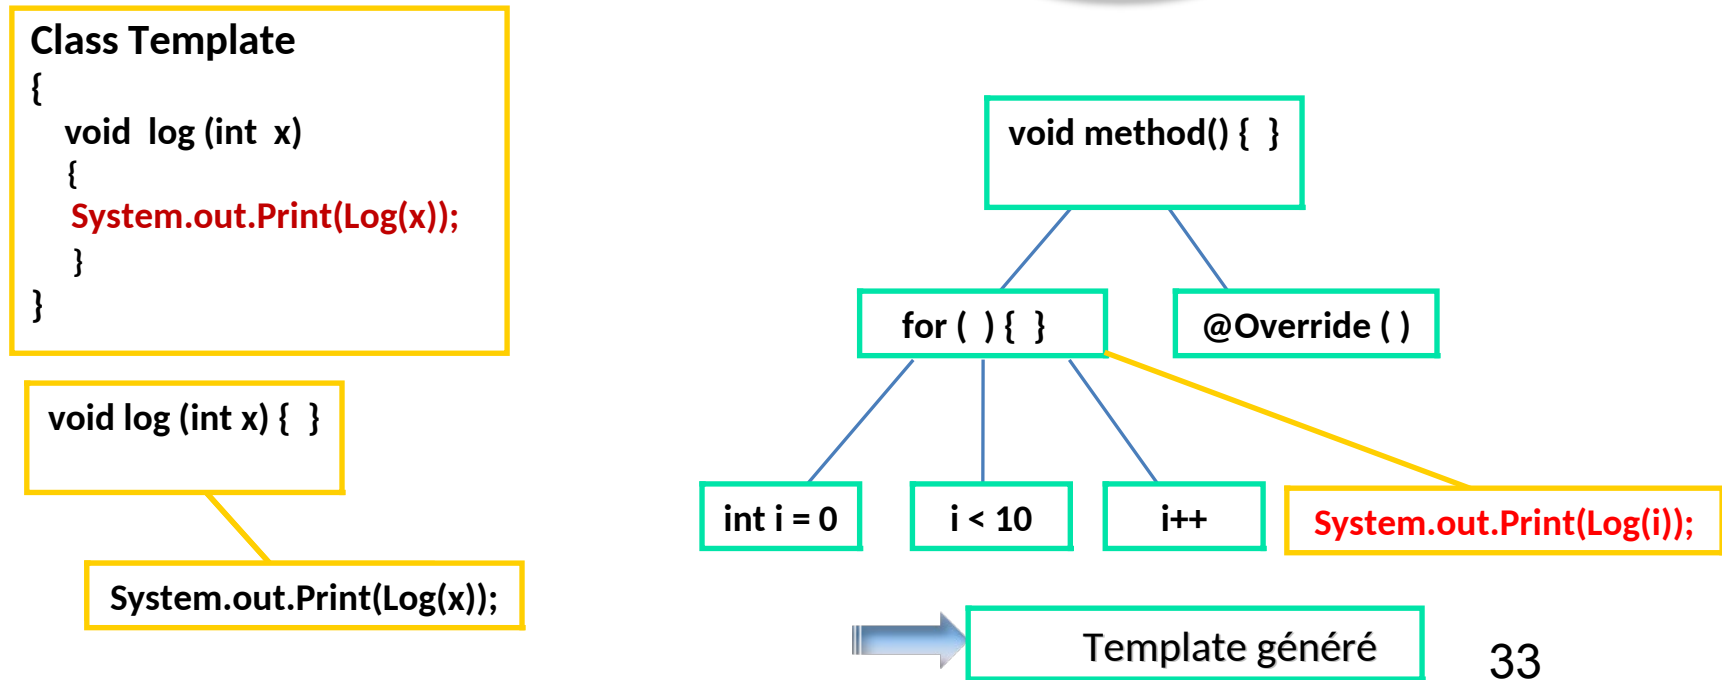 Class Template
{
void log (int x)
{
System.out.Print(Log(x));
}
}
void log (int x) { }
System.out.Print(Log(x));
void method() { }
for ( ) { }
@Override ( )
int i = 0
i < 10
i++
System.out.Print(Log(i));
Template généré
33